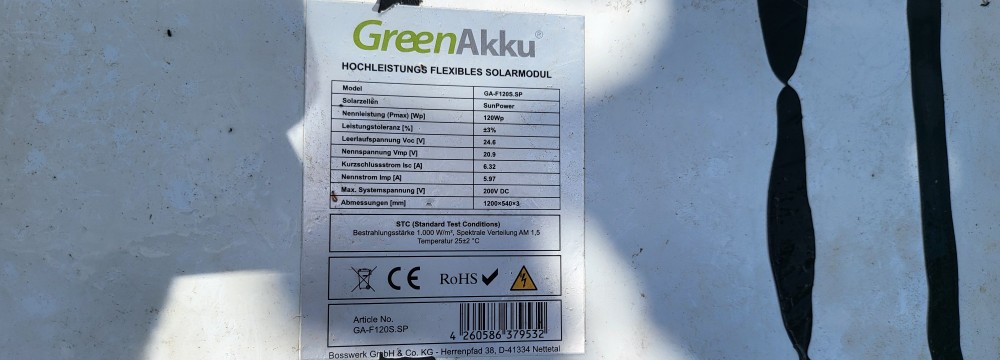 GreenAkku®
HOCHLEISTUNGS FLEXIBLES SOLARMODUL
Model GA-F120S.SP
Solarzellen SunPower
Nennleistung (Pmax) [Wp] 120Wp
Leistungstoleranz [%] ±3%
Leerlaufspannung Voc [V] 24.6
Nennspannung Vmp [V] 20.9
Kurzschlussstrom Isc [A] 6.32
Nennstrom Imp [A] 5.97
Max. Systemspannung [V] 200V DC
Abmessungen [mm] 1200×540×3
STC (Standard Test Conditions)
Bestrahlungsstärke 1.000 W/m², Spektrale Verteilung AM 1,5
Temperatur 25±2 °C
CE RoHS
Article No.
GA-F120S.SP
4 260586 379532
Bosswerk GmbH & Co. KG - Herrenpfad 38, D-41334 Nettetal